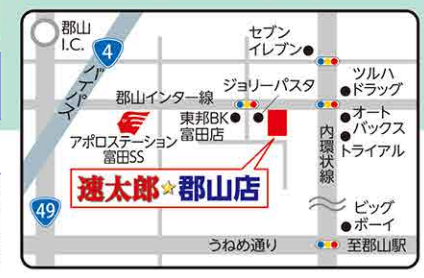 郡山
I.C.
4
バイパス
セブン
イレブン
ツルハ
ドラッグ
ジョリーパスタ
郡山インター線
東邦BK
富田店
アポロステーション
富田SS
オート
バックス
トライアル
内環状線
速太郎☆郡山店
49
ビッグ
ボーイ
うねめ通り
至郡山駅